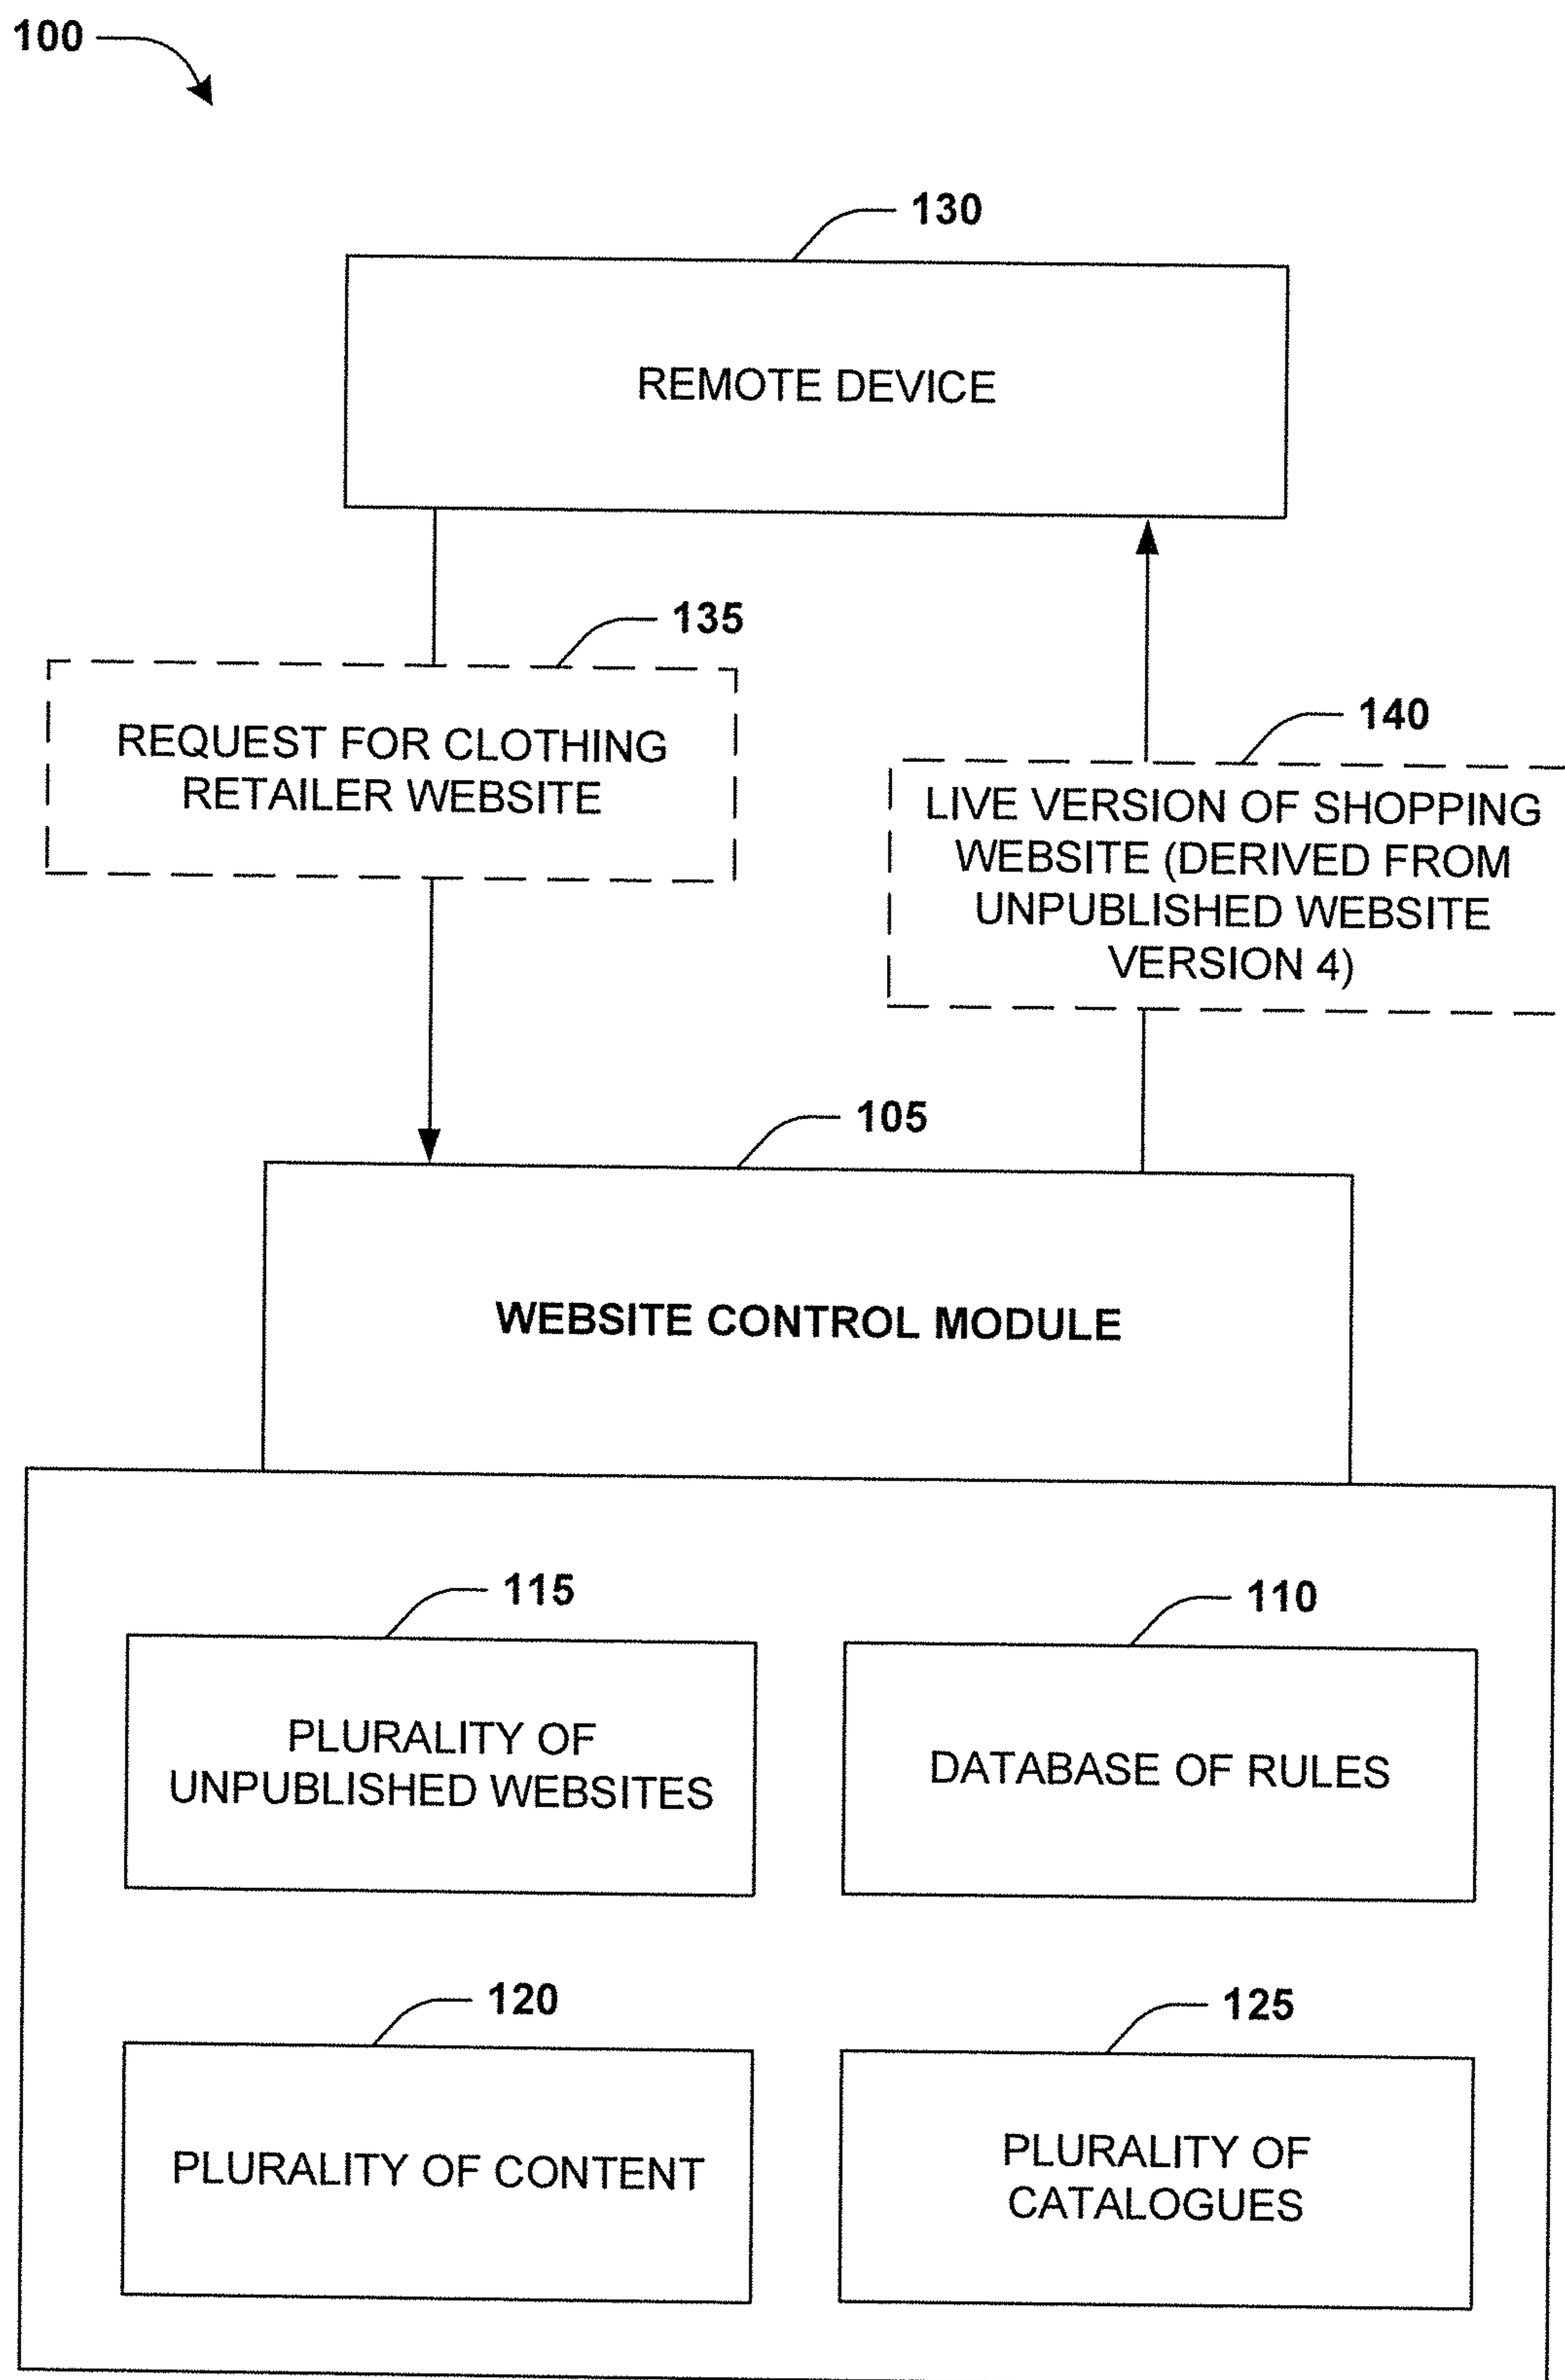 100
130
REMOTE DEVICE
135
REQUEST FOR CLOTHING
RETAILER WEBSITE
140
LIVE VERSION OF SHOPPING
WEBSITE (DERIVED FROM
UNPUBLISHED WEBSITE
VERSION 4)
105
WEBSITE CONTROL MODULE
115
PLURALITY OF
UNPUBLISHED WEBSITES
110
DATABASE OF RULES
120
PLURALITY OF CONTENT
125
PLURALITY OF
CATALOGUES